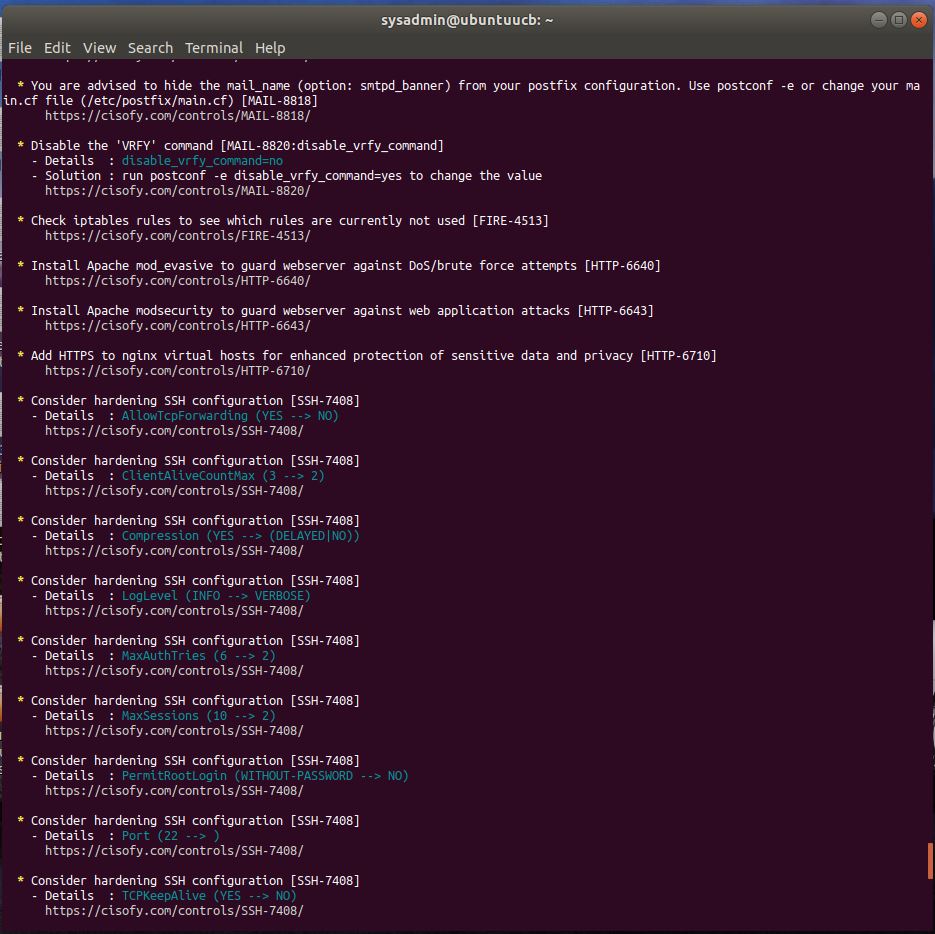 sysadmin@ubuntuucb: ~
File Edit View Search Terminal Help
* You are advised to hide the mail_name (option: smtpd_banner) from your postfix configuration. Use postconf -e or change your ma
in.cf file (/etc/postfix/main.cf) [MAIL-8818]
https://cisofy.com/controls/MAIL-8818/
* Disable the 'VRFY' command [MAIL-8820:disable_vrfy_command]
- Details  : disable_vrfy_command=no
- Solution : run postconf -e disable_vrfy_command=yes to change the value
https://cisofy.com/controls/MAIL-8820/
* Check iptables rules to see which rules are currently not used [FIRE-4513]
https://cisofy.com/controls/FIRE-4513/
* Install Apache mod_evasive to guard webserver against DoS/brute force attempts [HTTP-6640]
https://cisofy.com/controls/HTTP-6640/
* Install Apache modsecurity to guard webserver against web application attacks [HTTP-6643]
https://cisofy.com/controls/HTTP-6643/
* Add HTTPS to nginx virtual hosts for enhanced protection of sensitive data and privacy [HTTP-6710]
https://cisofy.com/controls/HTTP-6710/
* Consider hardening SSH configuration [SSH-7408]
- Details  : AllowTcpForwarding (YES --> NO)
https://cisofy.com/controls/SSH-7408/
* Consider hardening SSH configuration [SSH-7408]
- Details  : ClientAliveCountMax (3 --> 2)
https://cisofy.com/controls/SSH-7408/
* Consider hardening SSH configuration [SSH-7408]
- Details  : Compression (YES --> (DELAYED|NO))
https://cisofy.com/controls/SSH-7408/
* Consider hardening SSH configuration [SSH-7408]
- Details  : LogLevel (INFO --> VERBOSE)
https://cisofy.com/controls/SSH-7408/
* Consider hardening SSH configuration [SSH-7408]
- Details  : MaxAuthTries (6 --> 2)
https://cisofy.com/controls/SSH-7408/
* Consider hardening SSH configuration [SSH-7408]
- Details  : MaxSessions (10 --> 2)
https://cisofy.com/controls/SSH-7408/
* Consider hardening SSH configuration [SSH-7408]
- Details  : PermitRootLogin (WITHOUT-PASSWORD --> NO)
https://cisofy.com/controls/SSH-7408/
* Consider hardening SSH configuration [SSH-7408]
- Details  : Port (22 --> )
https://cisofy.com/controls/SSH-7408/
* Consider hardening SSH configuration [SSH-7408]
- Details  : TCPKeepAlive (YES --> NO)
https://cisofy.com/controls/SSH-7408/